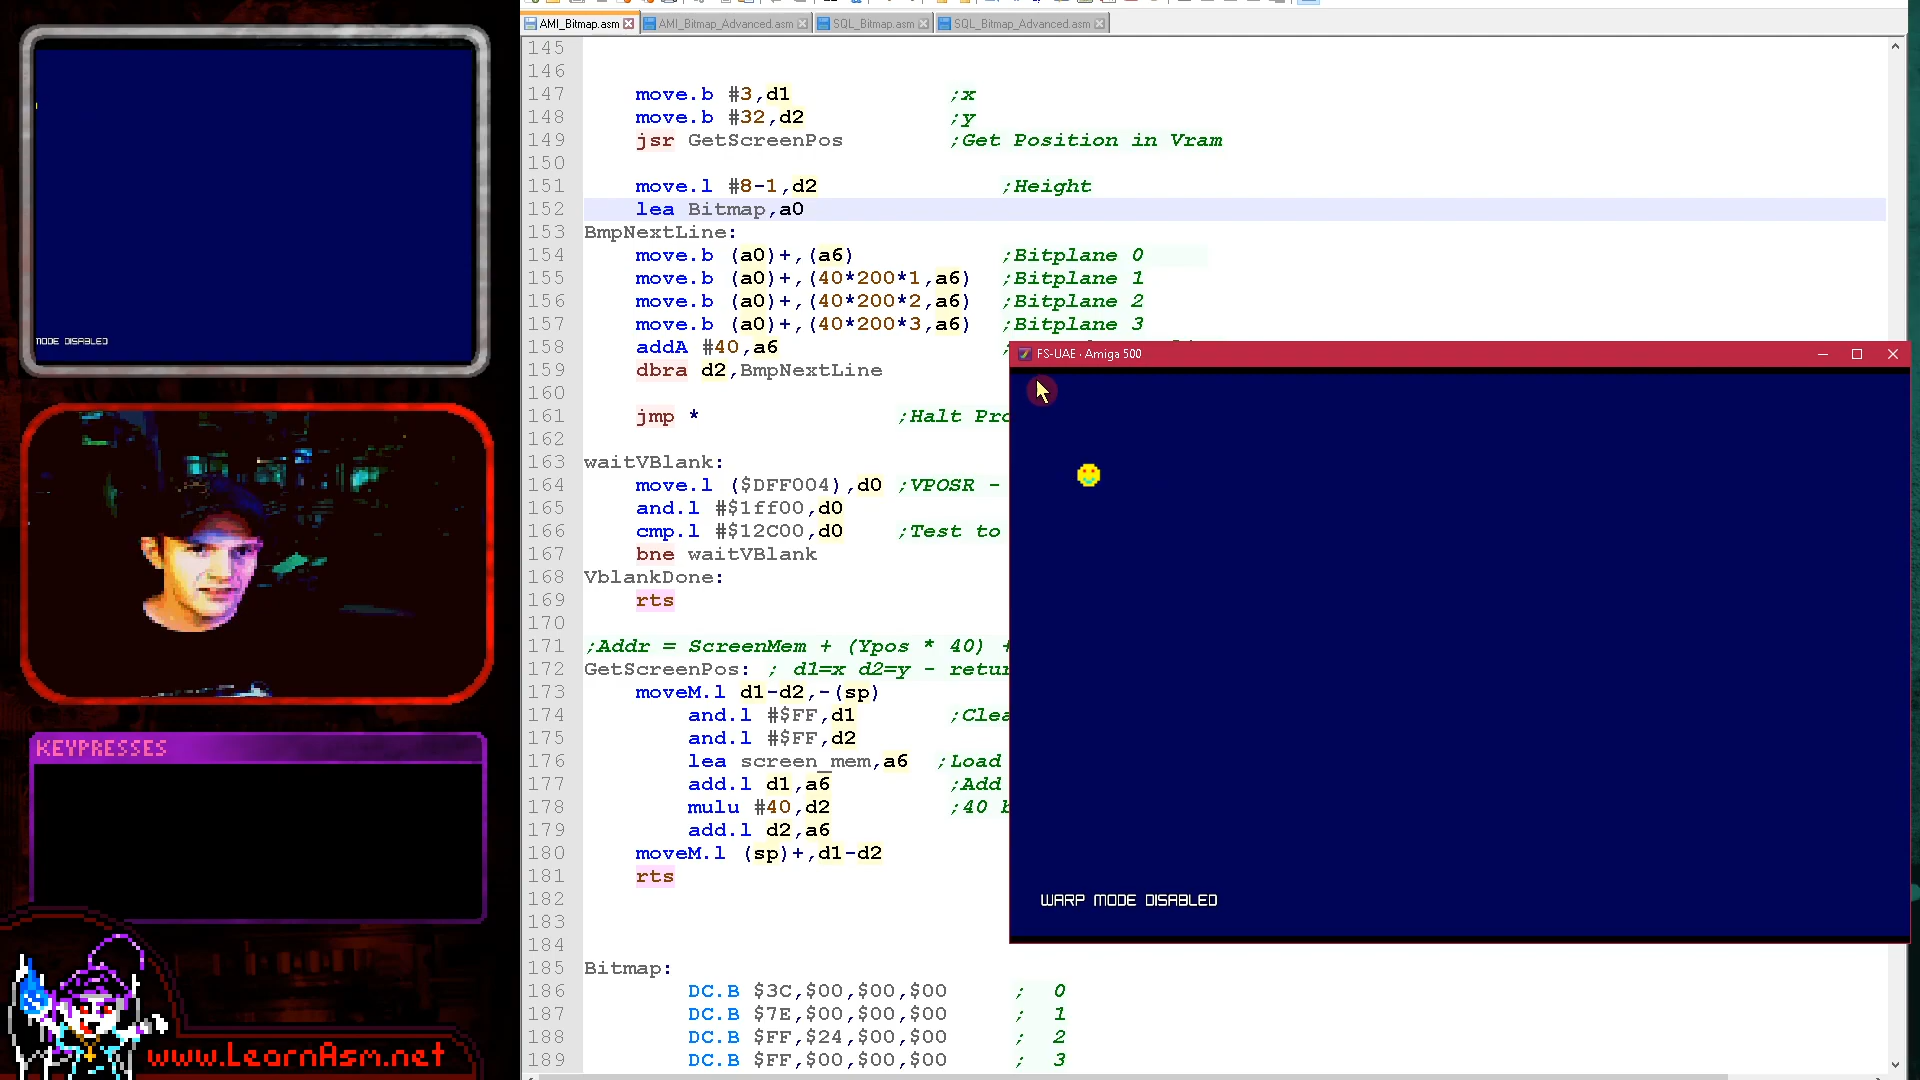 AMI_Bitmap.asm AMI_Bitmap_Advanced.asm SQL_Bitmap.asm SQL_Bitmap_Advanced.asm
145
146
147 move.b #3,d1 ;x
148 move.b #32,d2 ;y
149 jsr GetScreenPos ;Get Position in Vram
150
151 move.l #8-1,d2 ;Height
152 lea Bitmap,a0
153 BmpNextLine:
154 move.b (a0)+,(a6) ;Bitplane 0
155 move.b (a0)+,(40*200*1,a6) ;Bitplane 1
156 move.b (a0)+,(40*200*2,a6) ;Bitplane 2
157 move.b (a0)+,(40*200*3,a6) ;Bitplane 3
158 addA #40,a6 ;
159 dbra d2,BmpNextLine
160
161 jmp * ;Halt Pro
162
163 waitVBlank:
164 move.l ($DFF004),d0 ;VPOSR -
165 and.l #$1ff00,d0
166 cmp.l #$12C00,d0 ;Test to
167 bne waitVBlank
168 VblankDone:
169 rts
170
171 ;Addr = ScreenMem + (Ypos * 40) +
172 GetScreenPos: ; d1=x d2=y - retur
173 moveM.l d1-d2,-(sp)
174 and.l #$FF,d1 ;Clea
175 and.l #$FF,d2
176 lea screen_mem,a6 ;Load
177 add.l d1,a6 ;Add
178 mulu #40,d2 ;40 b
179 add.l d2,a6
180 moveM.l (sp)+,d1-d2
181 rts
182
183
184
185 Bitmap:
186 DC.B $3C,$00,$00,$00 ; 0
187 DC.B $7E,$00,$00,$00 ; 1
188 DC.B $FF,$24,$00,$00 ; 2
189 DC.B $FF,$00,$00,$00 ; 3
FS-UAE · Amiga 500
WARP MODE DISABLED
MODE DISABLED
KEYPRESSES
www.LearnAsm.net